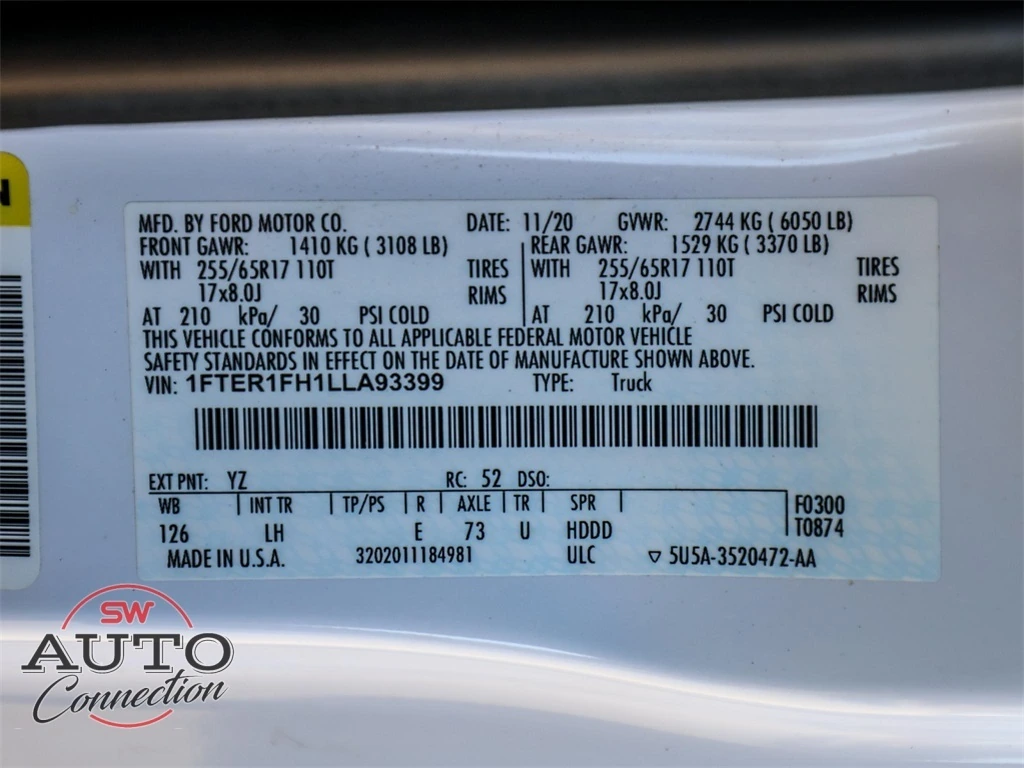 MFD. BY FORD MOTOR CO. DATE: 11/20 GVWR: 2744 KG ( 6050 LB)
FRONT GAWR: 1410 KG ( 3108 LB) REAR GAWR: 1529 KG ( 3370 LB)
WITH 255/65R17 110T TIRES WITH 255/65R17 110T TIRES
17x8.0J RIMS 17x8.0J RIMS
AT 210 kPa/ 30 PSI COLD AT 210 kPa/ 30 PSI COLD
THIS VEHICLE CONFORMS TO ALL APPLICABLE FEDERAL MOTOR VEHICLE
SAFETY STANDARDS IN EFFECT ON THE DATE OF MANUFACTURE SHOWN ABOVE.
VIN: 1FTER1FH1LLA93399 TYPE: Truck
EXT PNT: YZ RC: 52 DSO:
WB INT TR TP/PS R AXLE TR SPR F0300
126 LH E 73 U HDDD T0874
MADE IN U.S.A. 3202011184981 ULC ▽ 5U5A-3520472-AA
SW
AUTO
Connection